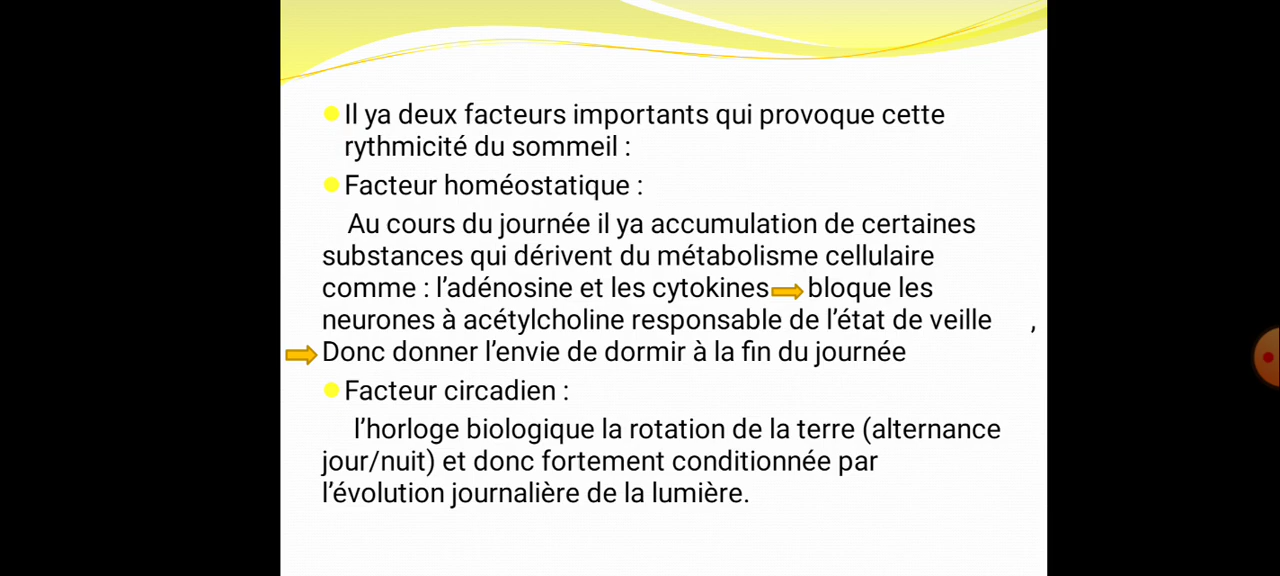 Il ya deux facteurs importants qui provoque cette
rythmicité du sommeil :
Facteur homéostatique :
Au cours du journée il ya accumulation de certaines
substances qui dérivent du métabolisme cellulaire
comme : l’adénosine et les cytokines bloque les
neurones à acétylcholine responsable de l’état de veille ,
Donc donner l’envie de dormir à la fin du journée
Facteur circadien :
l’horloge biologique la rotation de la terre (alternance
jour/nuit) et donc fortement conditionnée par
l’évolution journalière de la lumière.